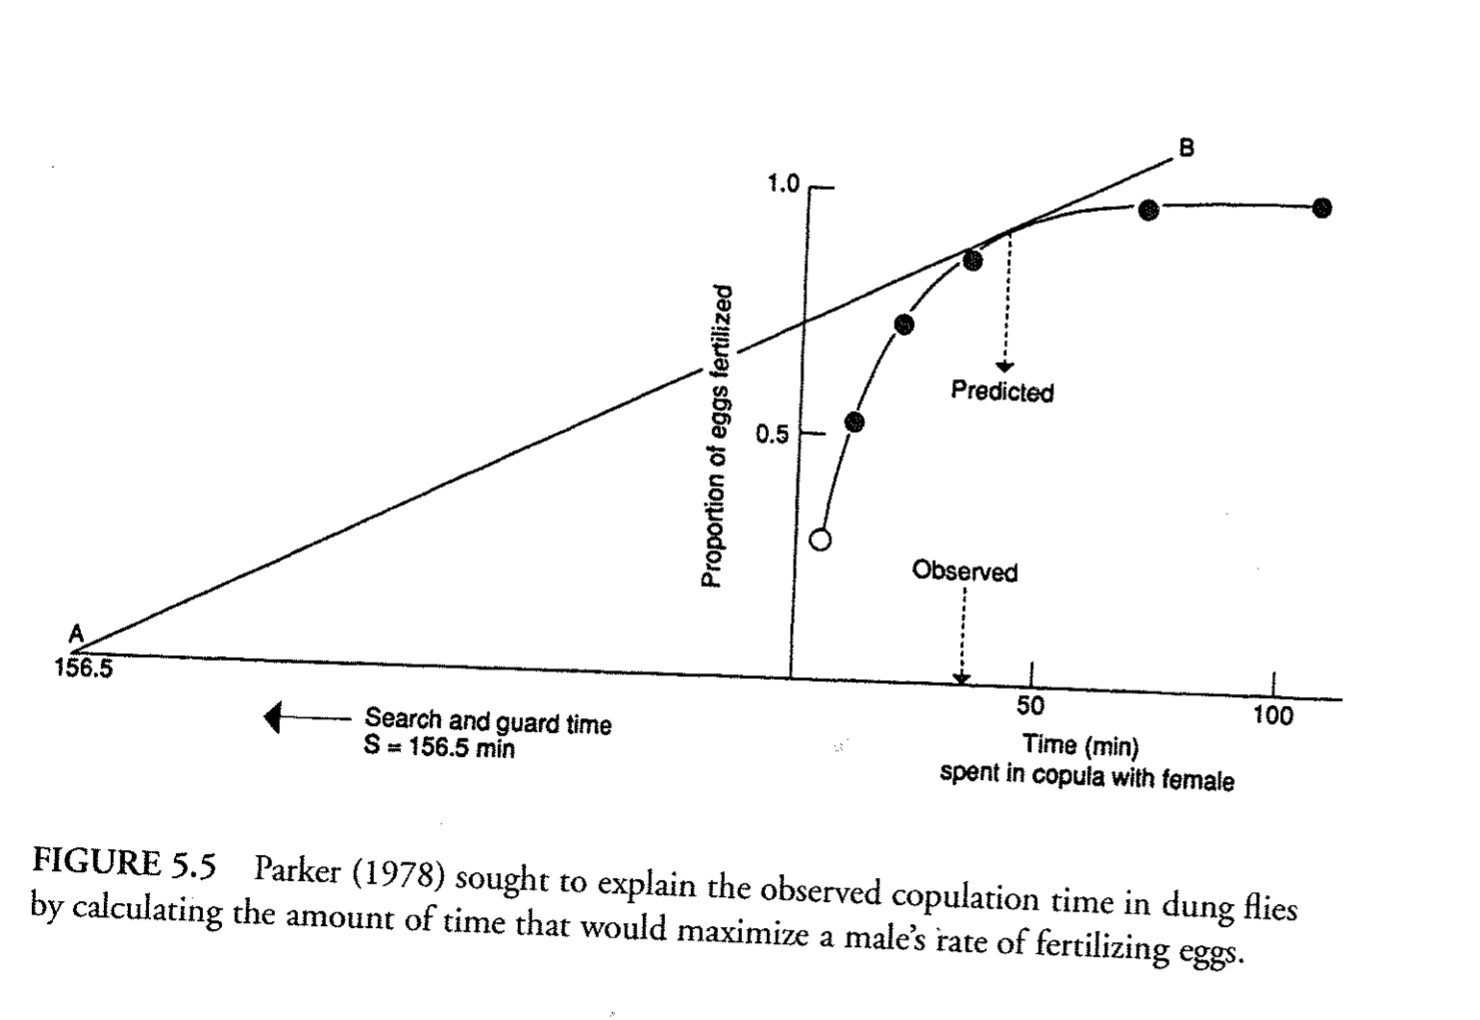 B
1.0
Proportion of eggs fertilized
Predicted
0.5
Observed
A
156.5
50
100
Search and guard time
S = 156.5 min
Time (min)
spent in copula with female
FIGURE 5.5 Parker (1978) sought to explain the observed copulation time in dung flies
by calculating the amount of time that would maximize a male's rate of fertilizing eggs.